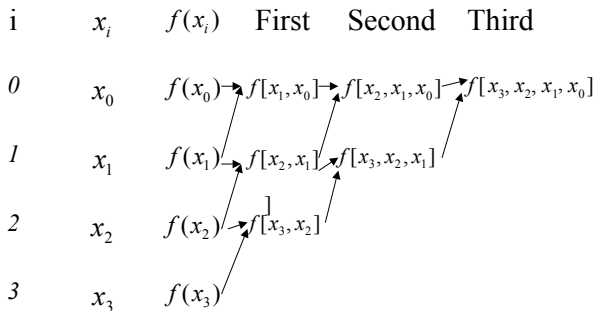 i x_i f(x_i) First Second Third
0 x_0 f(x_0) f[x_1, x_0] f[x_2, x_1, x_0] f[x_3, x_2, x_1, x_0]
1 x_1 f(x_1) f[x_2, x_1] f[x_3, x_2, x_1]
]
2 x_2 f(x_2) f[x_3, x_2]
3 x_3 f(x_3)